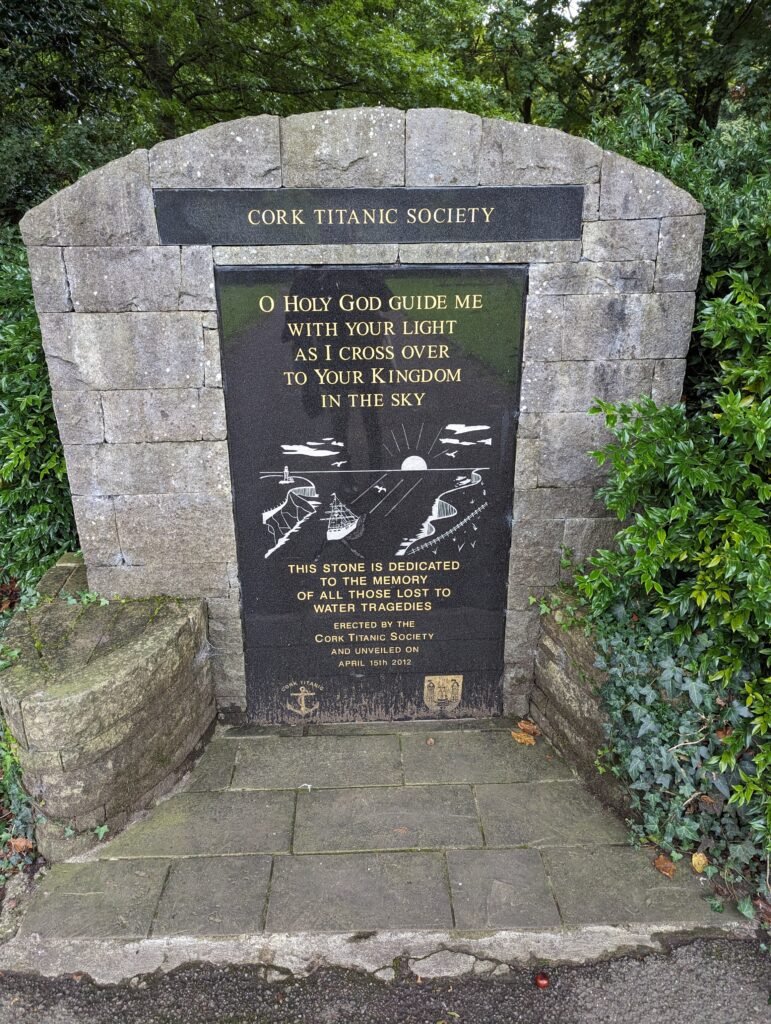 CORK TITANIC SOCIETY
O HOLY GOD GUIDE ME
WITH YOUR LIGHT
AS I CROSS OVER
TO YOUR KINGDOM
IN THE SKY
THIS STONE IS DEDICATED
TO THE MEMORY
OF ALL THOSE LOST TO
WATER TRAGEDIES
ERECTED BY THE
CORK TITANIC SOCIETY
AND UNVEILED ON
APRIL 15th 2012
CORK TITANIC